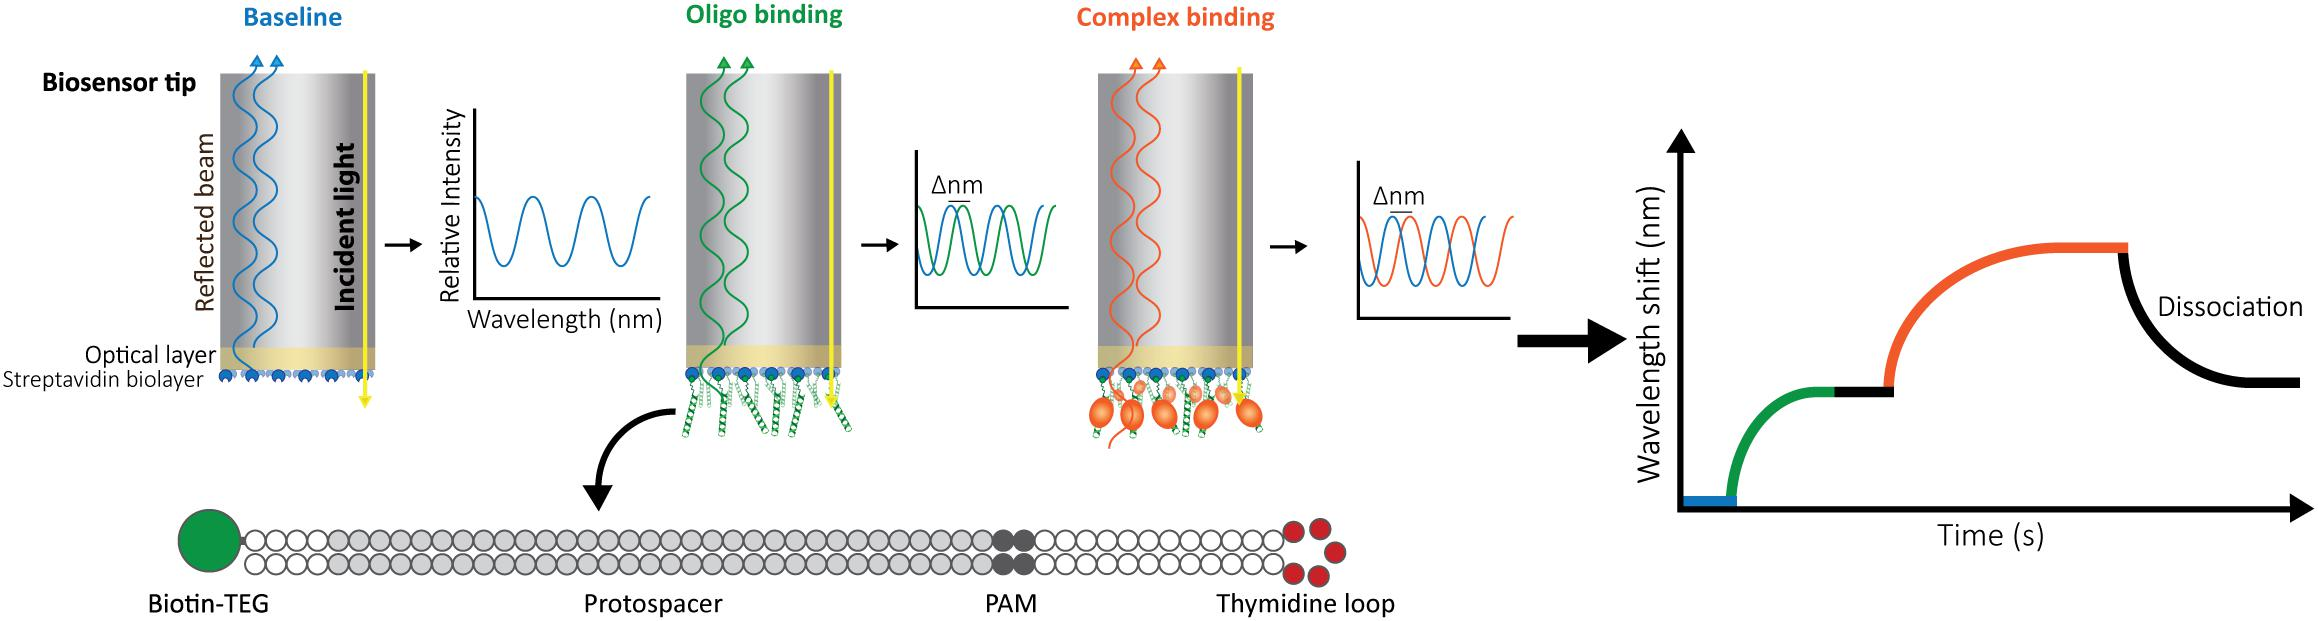 Baseline
Oligo binding
Complex binding
Biosensor tip
Reflected beam
Incident light
Relative Intensity
Wavelength (nm)
Δnm
Δnm
Optical layer
Streptavidin biolayer
Wavelength shift (nm)
Dissociation
Time (s)
Biotin-TEG
Protospacer
PAM
Thymidine loop